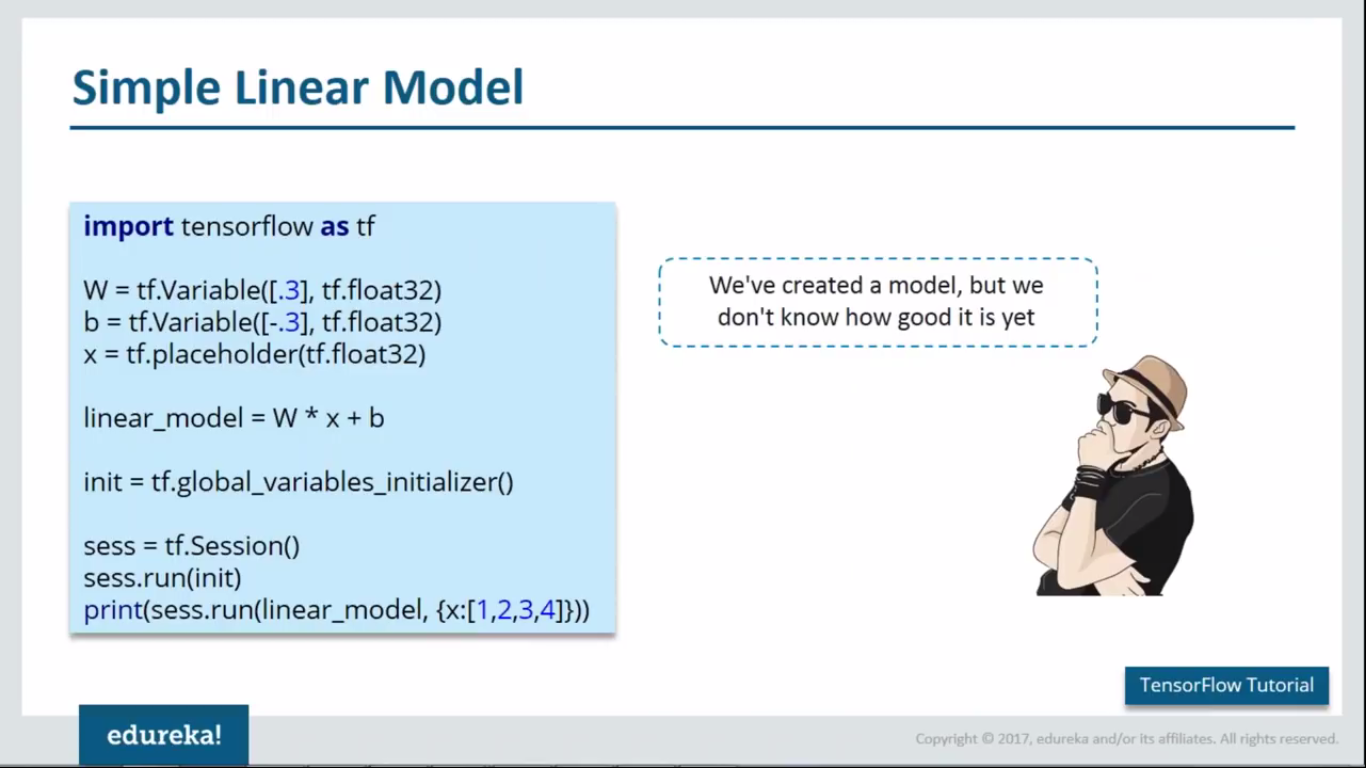 Simple Linear Model
import tensorflow as tf
W = tf.Variable([.3], tf.float32)
b = tf.Variable([-.3], tf.float32)
x = tf.placeholder(tf.float32)
linear_model = W * x + b
init = tf.global_variables_initializer()
sess = tf.Session()
sess.run(init)
print(sess.run(linear_model, {x:[1,2,3,4]}))
We've created a model, but we
don't know how good it is yet
TensorFlow Tutorial
edureka!
Copyright © 2017, edureka and/or its affiliates. All rights reserved.